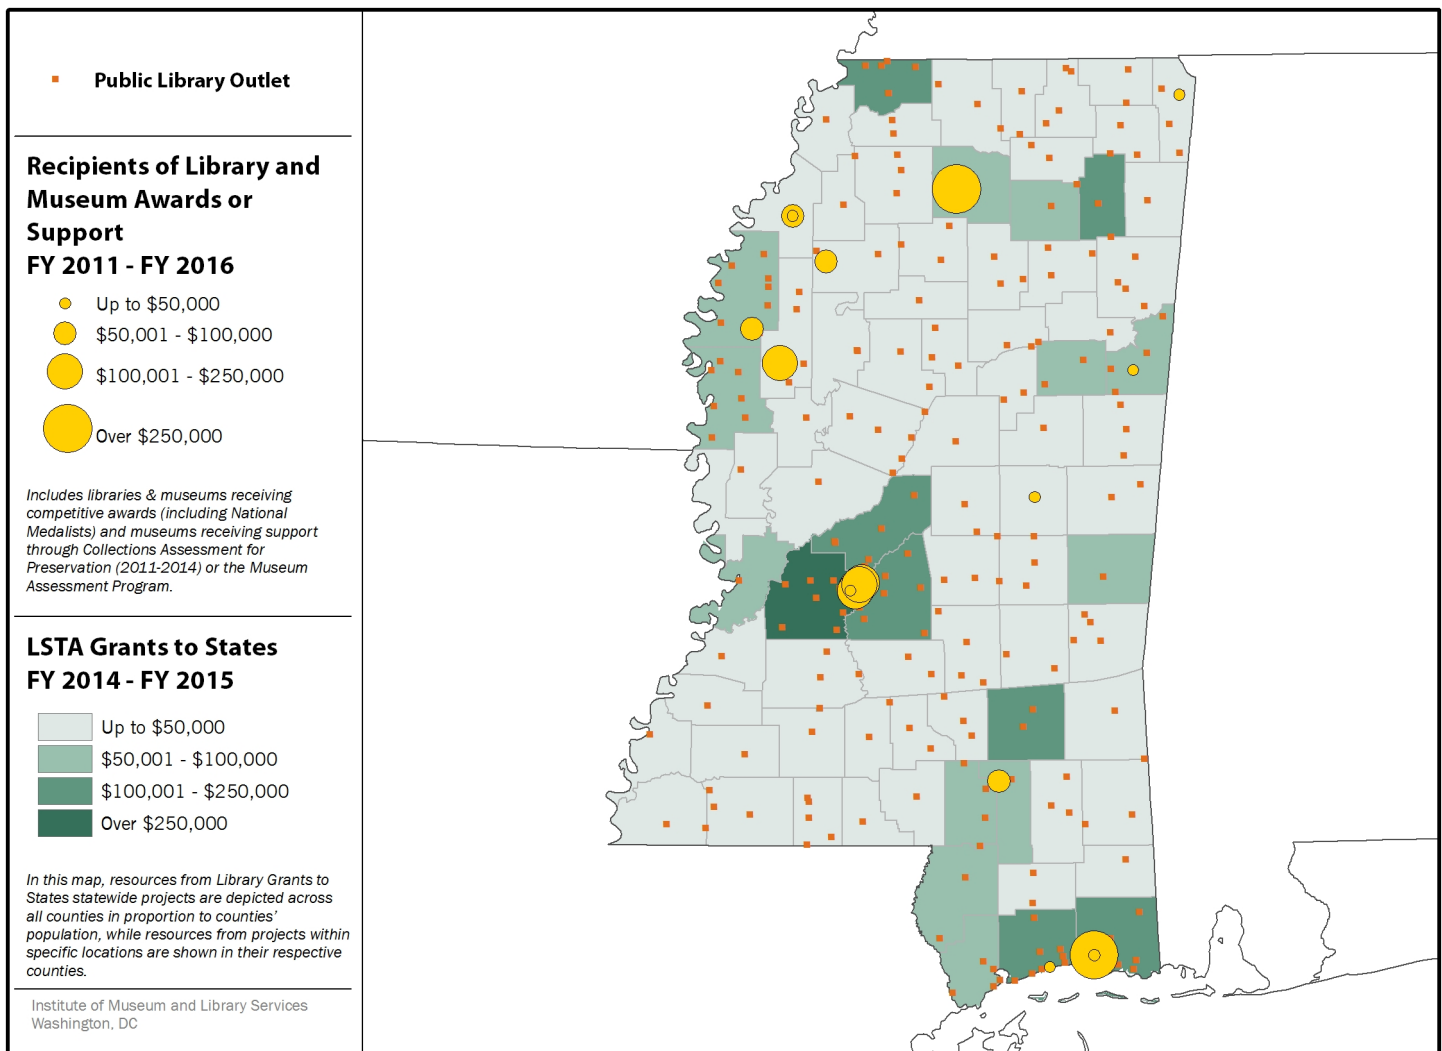 Public Library Outlet
Recipients of Library and
Museum Awards or
Support
FY 2011 - FY 2016
Up to $50,000
$50,001 - $100,000
$100,001 - $250,000
Over $250,000
Includes libraries & museums receiving
competitive awards (including National
Medalists) and museums receiving support
through Collections Assessment for
Preservation (2011-2014) or the Museum
Assessment Program.
LSTA Grants to States
FY 2014 - FY 2015
Up to $50,000
$50,001 - $100,000
$100,001 - $250,000
Over $250,000
In this map, resources from Library Grants to
States statewide projects are depicted across
all counties in proportion to counties'
population, while resources from projects within
specific locations are shown in their respective
counties.
Institute of Museum and Library Services
Washington, DC